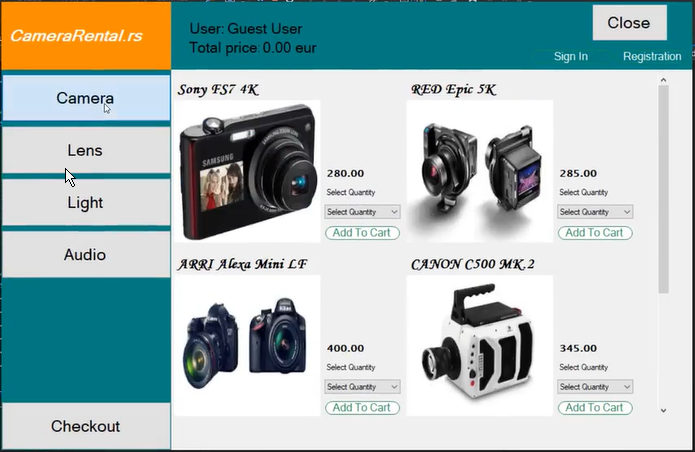 CameraRental.rs
User: Guest User
Total price: 0.00 eur
Close
Sign In
Registration
Camera
Lens
Light
Audio
Checkout
Sony FS7 4K
SAMSUNG
280.00
Select Quantity
Select Quantity
Add To Cart
RED Epic 5K
285.00
Select Quantity
Select Quantity
Add To Cart
ARRI Alexa Mini LF
400.00
Select Quantity
Select Quantity
Add To Cart
CANON C500 MK.2
345.00
Select Quantity
Select Quantity
Add To Cart